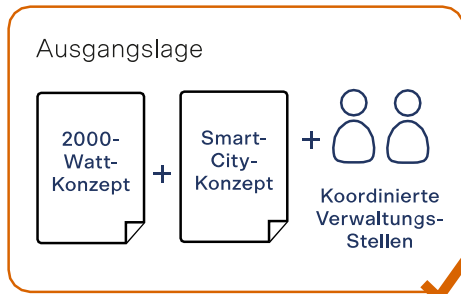 Ausgangslage
2000-
Watt-
Konzept
+
Smart-
City-
Konzept
+
Koordinierte
Verwaltungs-
Stellen